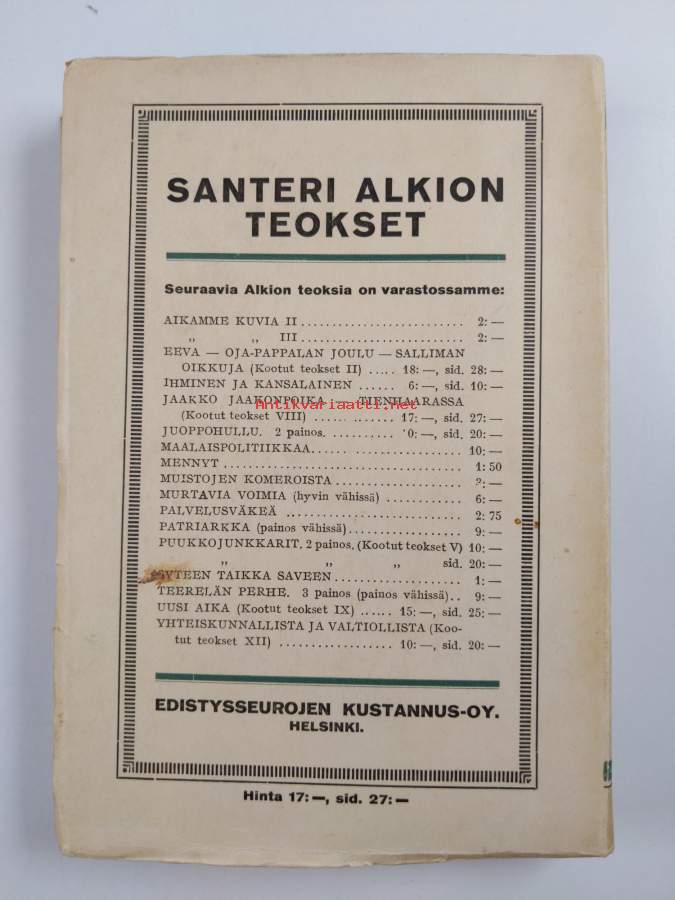 SANTERI ALKION
TEOKSET
Seuraavia Alkion teoksia on varastossamme:
AIKAMME KUVIA II ........................ 2: —
„ „ III ........................ 2: —
EEVA — OJA-PAPPALAN JOULU — SALLIMAN
OIKKUJA (Kootut teokset II) ..... 18: —, sid. 28: —
IHMINEN JA KANSALAINEN ...... 6: —, sid. 10: —
JAAKKO JAAKONPOIKA — TIENHAARASSA
Antikvariaatti.net
(Kootut teokset VIII) ............ 17: —, sid. 27: —
JUOPPOHULLU. 2 painos. .......... 0: —, sid. 20: —
MAALAISPOLITIIKKAA ...................... 10: —
MENNYT ................................... 1: 50
MUISTOJEN KOMEROISTA ..................... : —
MURTAVIA VOIMIA (hyvin vähissä) ........... 6: —
PALVELUSVÄKEÄ ........................... 2: 75
PATRIARKKA (painos vähissä) ................. 9: —
PUUKKOJUNKKARIT. 2 painos. (Kootut teokset V) 10: —
„ „ „ sid. 20: —
SYTEEN TAIKKA SAVEEN ................... 1: —
TEERELÄN PERHE. 3 painos (painos vähissä) .. 9: —
UUSI AIKA (Kootut teokset IX) ...... 15: —, sid. 25: —
YHTEISKUNNALLISTA JA VALTIOLLISTA (Koo-
tut teokset XII) .................. 10: —, sid. 20: —
EDISTYSSEUROJEN KUSTANNUS-OY.
HELSINKI.
Hinta 17: —, sid. 27: —